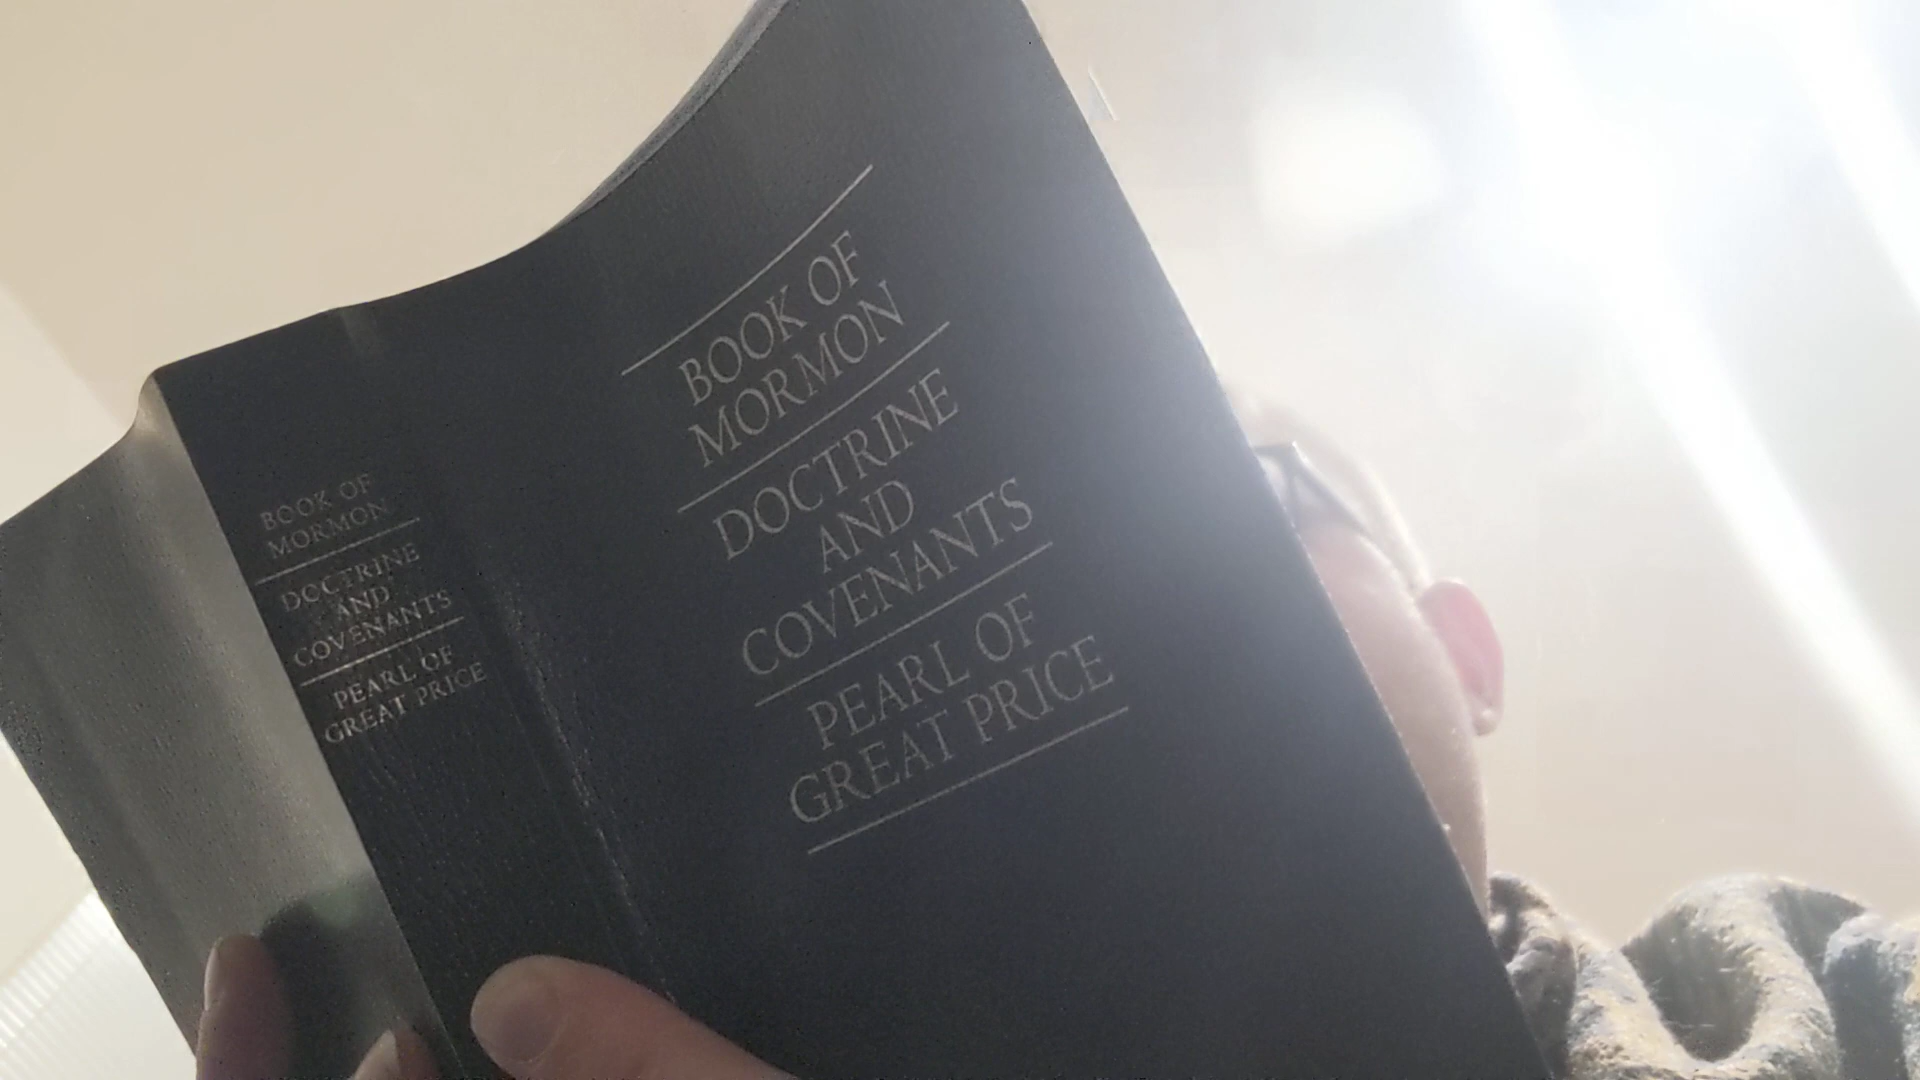 BOOK OF
MORMON
DOCTRINE
AND
COVENANTS
PEARL OF
GREAT PRICE
BOOK OF
MORMON
DOCTRINE
AND
COVENANTS
PEARL OF
GREAT PRICE